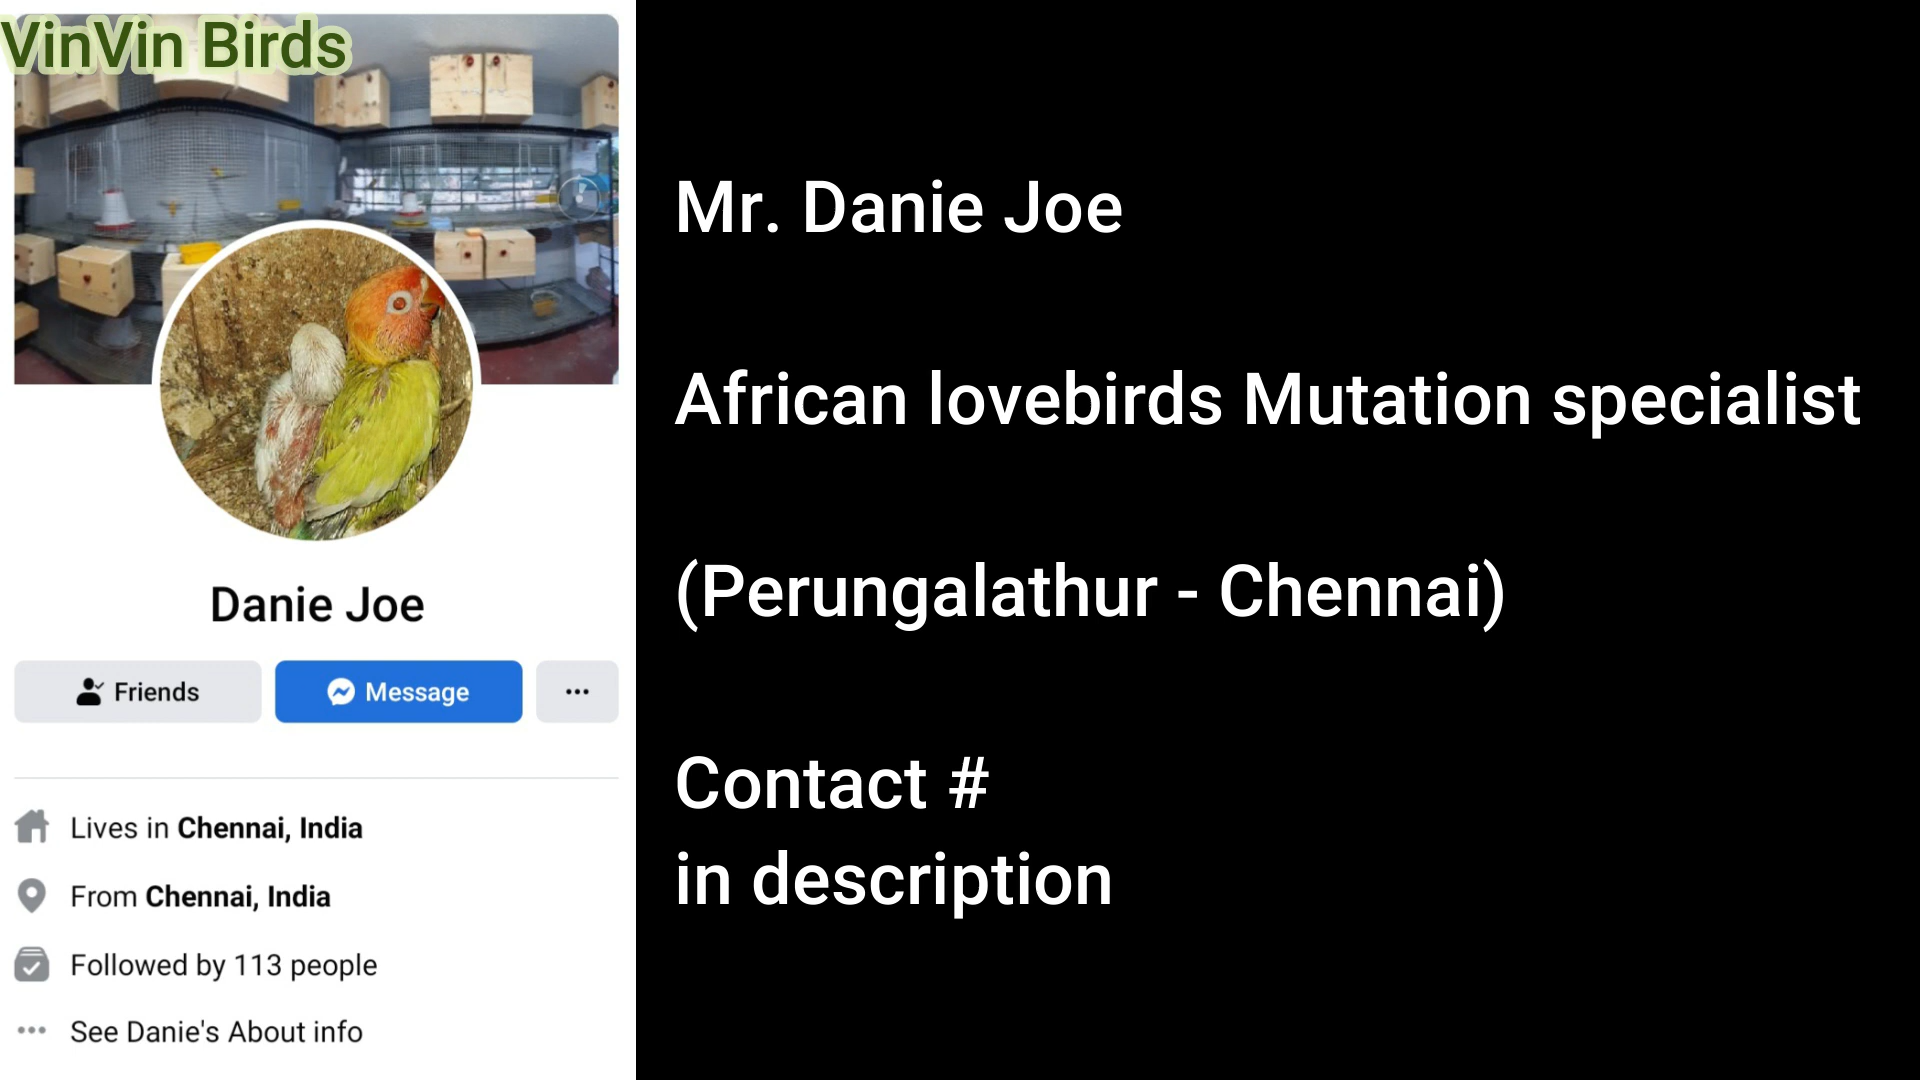 VinVin Birds
Danie Joe
Friends
Message
Lives in Chennai, India
From Chennai, India
Followed by 113 people
See Danie's About info
Mr. Danie Joe
African lovebirds Mutation specialist
(Perungalathur - Chennai)
Contact #
in description